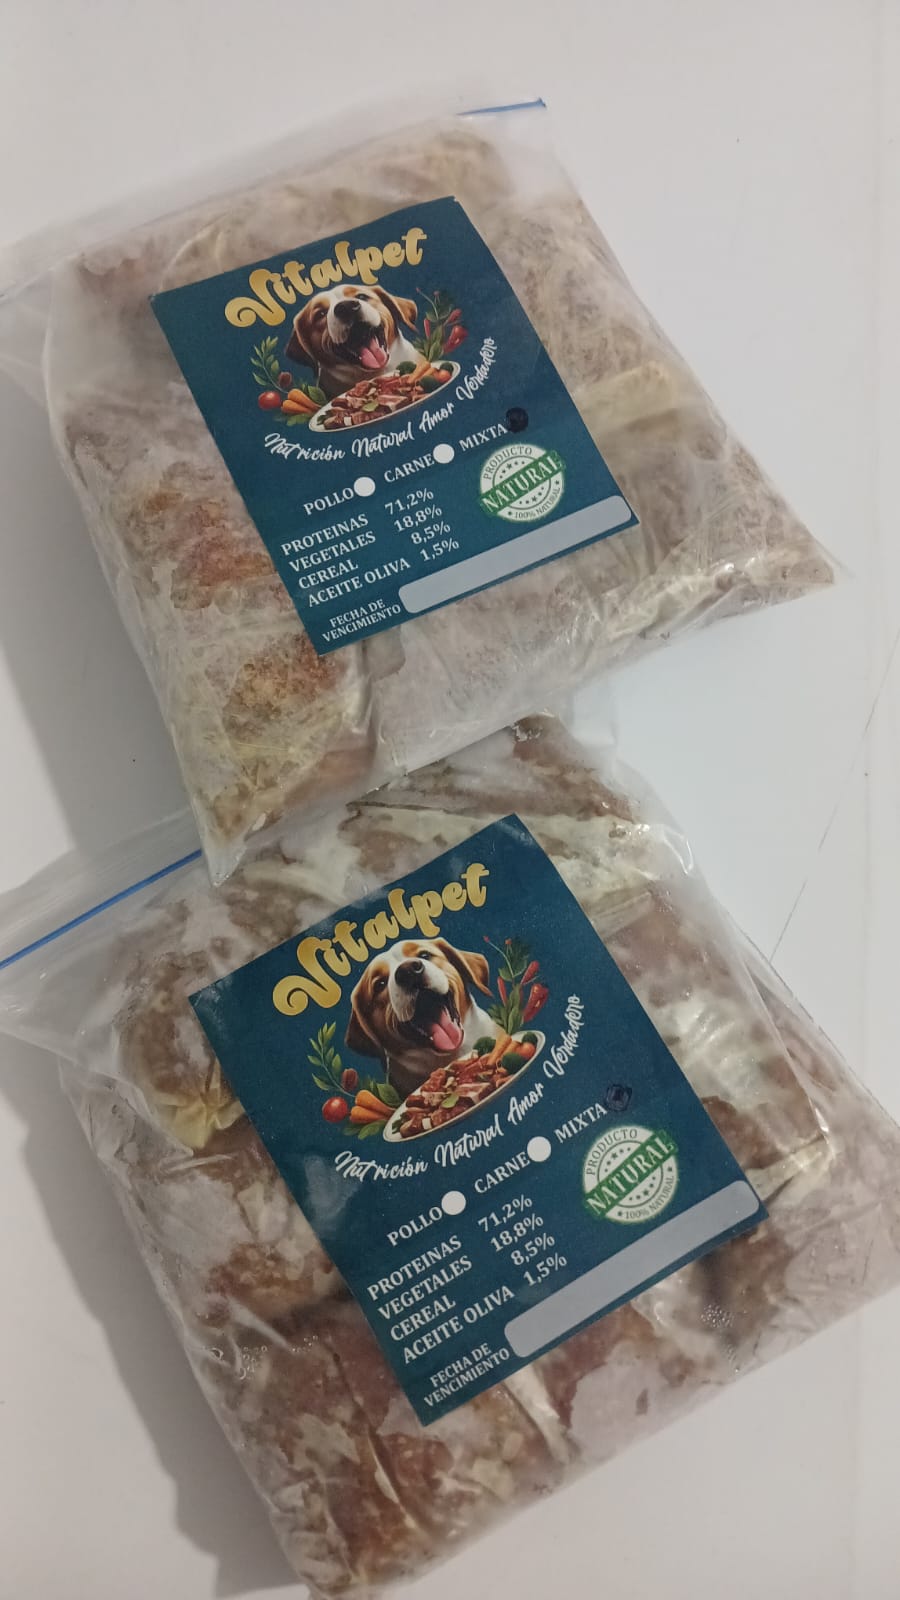 Vitalpet
Nutrición Natural Amor Verdadero
POLLO CARNE MIXTA
PROTEINAS 71,2%
VEGETALES 18,8%
CEREAL 8,5%
ACEITE OLIVA 1,5%
PRODUCTO
NATURAL
100% NATURAL
FECHA DE
VENCIMIENTO
Vitalpet
Nutrición Natural Amor Verdadero
POLLO CARNE MIXTA
PROTEINAS 71,2%
VEGETALES 18,8%
CEREAL 8,5%
ACEITE OLIVA 1,5%
PRODUCTO
NATURAL
100% NATURAL
FECHA DE
VENCIMIENTO